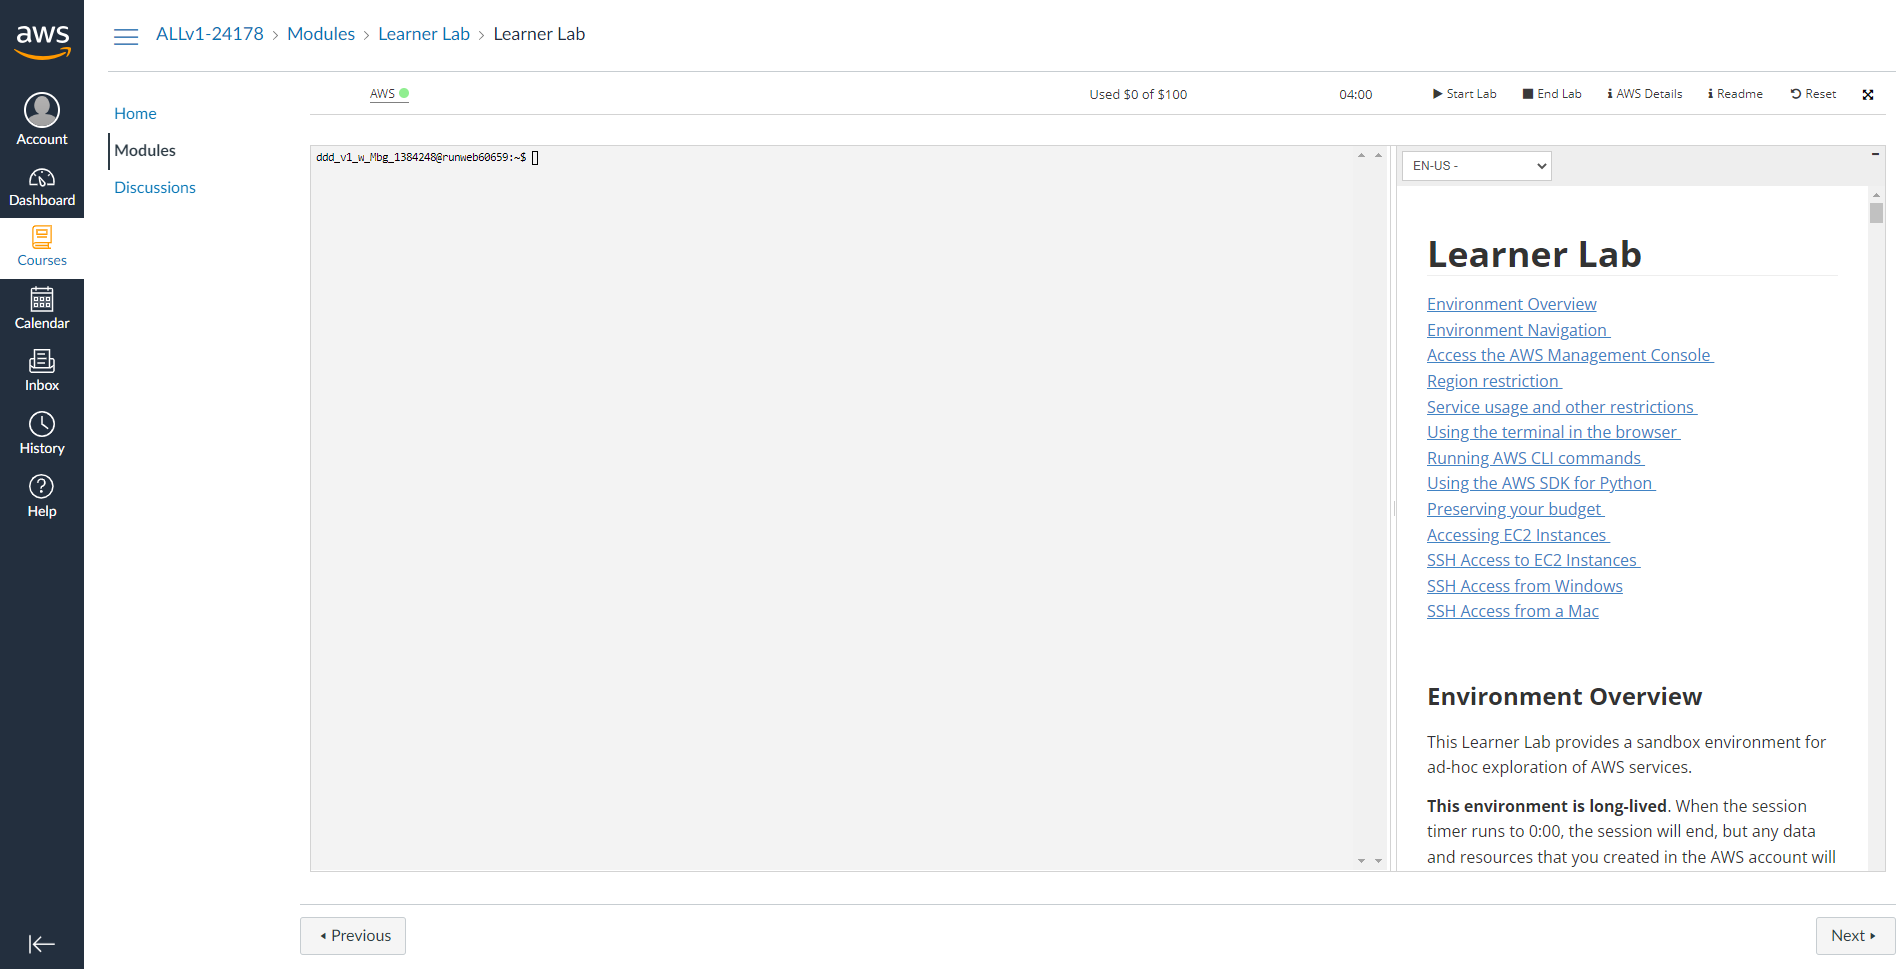 aws
Account
Dashboard
Courses
Calendar
Inbox
History
Help
ALLv1-24178 › Modules › Learner Lab › Learner Lab
Home
Modules
Discussions
AWS
Used $0 of $100
04:00
Start Lab
End Lab
AWS Details
Readme
Reset
ddd_v1_w_Mbg_1384248@runweb60659:~$
EN-US -
Learner Lab
Environment Overview
Environment Navigation
Access the AWS Management Console
Region restriction
Service usage and other restrictions
Using the terminal in the browser
Running AWS CLI commands
Using the AWS SDK for Python
Preserving your budget
Accessing EC2 Instances
SSH Access to EC2 Instances
SSH Access from Windows
SSH Access from a Mac
Environment Overview
This Learner Lab provides a sandbox environment for
ad-hoc exploration of AWS services.
This environment is long-lived. When the session
timer runs to 0:00, the session will end, but any data
and resources that you created in the AWS account will
Previous
Next